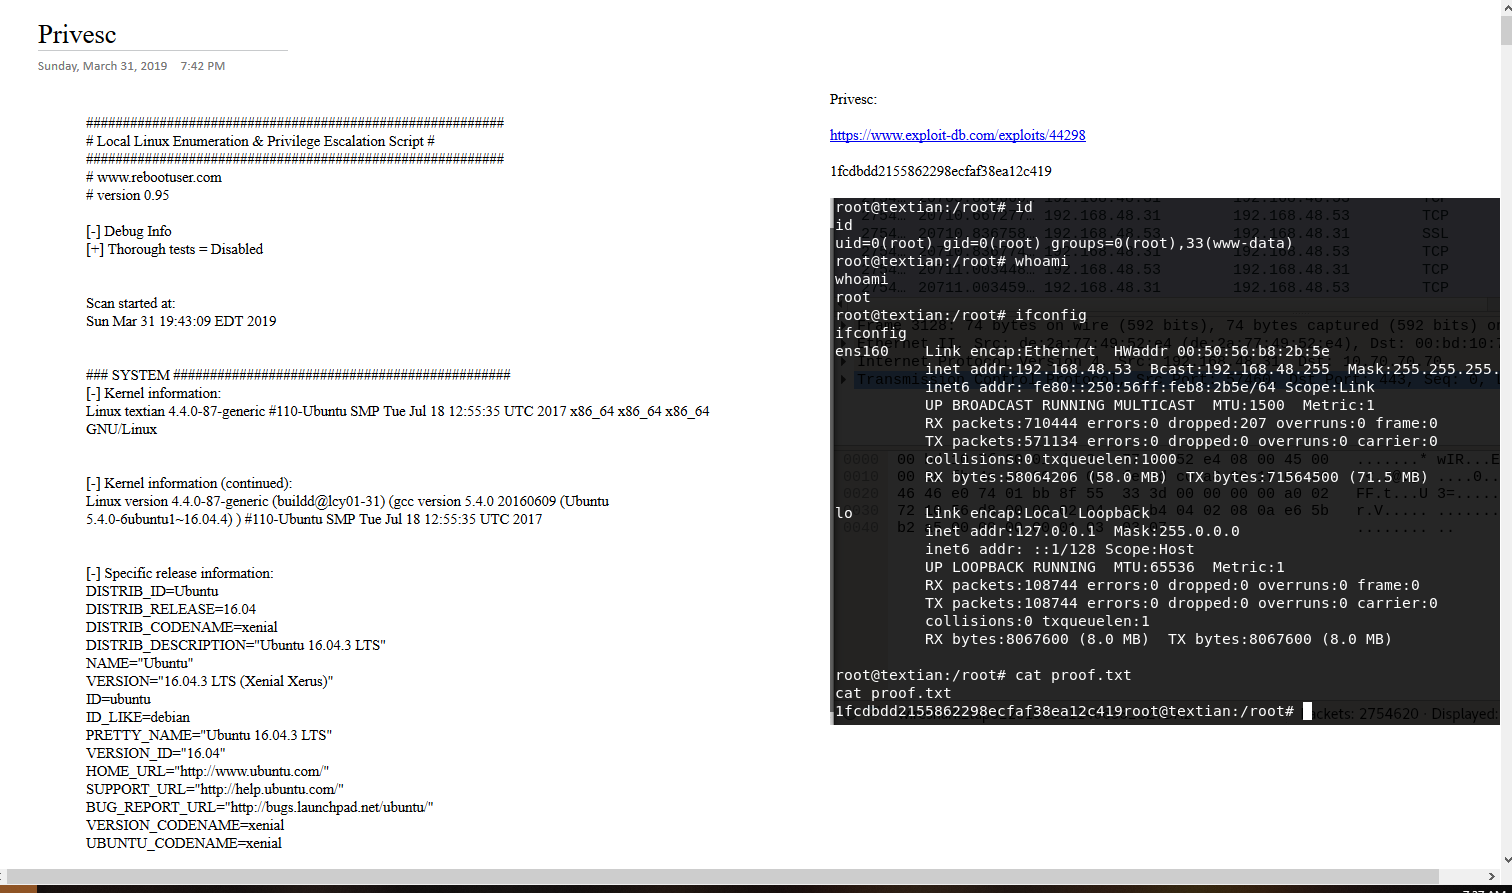 Privesc
Sunday, March 31, 2019 7:42 PM
#########################################################
# Local Linux Enumeration & Privilege Escalation Script #
#########################################################
# www.rebootuser.com
# version 0.95
[-] Debug Info
[+] Thorough tests = Disabled
Scan started at:
Sun Mar 31 19:43:09 EDT 2019
### SYSTEM ##############################################
[-] Kernel information:
Linux textian 4.4.0-87-generic #110-Ubuntu SMP Tue Jul 18 12:55:35 UTC 2017 x86_64 x86_64 x86_64
GNU/Linux
[-] Kernel information (continued):
Linux version 4.4.0-87-generic (buildd@lcy01-31) (gcc version 5.4.0 20160609 (Ubuntu
5.4.0-6ubuntu1~16.04.4) ) #110-Ubuntu SMP Tue Jul 18 12:55:35 UTC 2017
[-] Specific release information:
DISTRIB_ID=Ubuntu
DISTRIB_RELEASE=16.04
DISTRIB_CODENAME=xenial
DISTRIB_DESCRIPTION="Ubuntu 16.04.3 LTS"
NAME="Ubuntu"
VERSION="16.04.3 LTS (Xenial Xerus)"
ID=ubuntu
ID_LIKE=debian
PRETTY_NAME="Ubuntu 16.04.3 LTS"
VERSION_ID="16.04"
HOME_URL="http://www.ubuntu.com/"
SUPPORT_URL="http://help.ubuntu.com/"
BUG_REPORT_URL="http://bugs.launchpad.net/ubuntu/"
VERSION_CODENAME=xenial
UBUNTU_CODENAME=xenial
Privesc:
https://www.exploit-db.com/exploits/44298
1fcdbdd2155862298ecfaf38ea12c419
root@textian:/root# id
id
uid=0(root) gid=0(root) groups=0(root),33(www-data)
root@textian:/root# whoami
whoami
root
root@textian:/root# ifconfig
ifconfig
ens160 Link encap:Ethernet HWaddr 00:50:56:b8:2b:5e
inet addr:192.168.48.53 Bcast:192.168.48.255 Mask:255.255.255.
inet6 addr: fe80::250:56ff:feb8:2b5e/64 Scope:Link
UP BROADCAST RUNNING MULTICAST MTU:1500 Metric:1
RX packets:710444 errors:0 dropped:207 overruns:0 frame:0
TX packets:571134 errors:0 dropped:0 overruns:0 carrier:0
collisions:0 txqueuelen:1000
RX bytes:58064206 (58.0 MB) TX bytes:71564500 (71.5 MB)
lo Link encap:Local Loopback
inet addr:127.0.0.1 Mask:255.0.0.0
inet6 addr: ::1/128 Scope:Host
UP LOOPBACK RUNNING MTU:65536 Metric:1
RX packets:108744 errors:0 dropped:0 overruns:0 frame:0
TX packets:108744 errors:0 dropped:0 overruns:0 carrier:0
collisions:0 txqueuelen:1
RX bytes:8067600 (8.0 MB) TX bytes:8067600 (8.0 MB)
root@textian:/root# cat proof.txt
cat proof.txt
1fcdbdd2155862298ecfaf38ea12c419root@textian:/root#